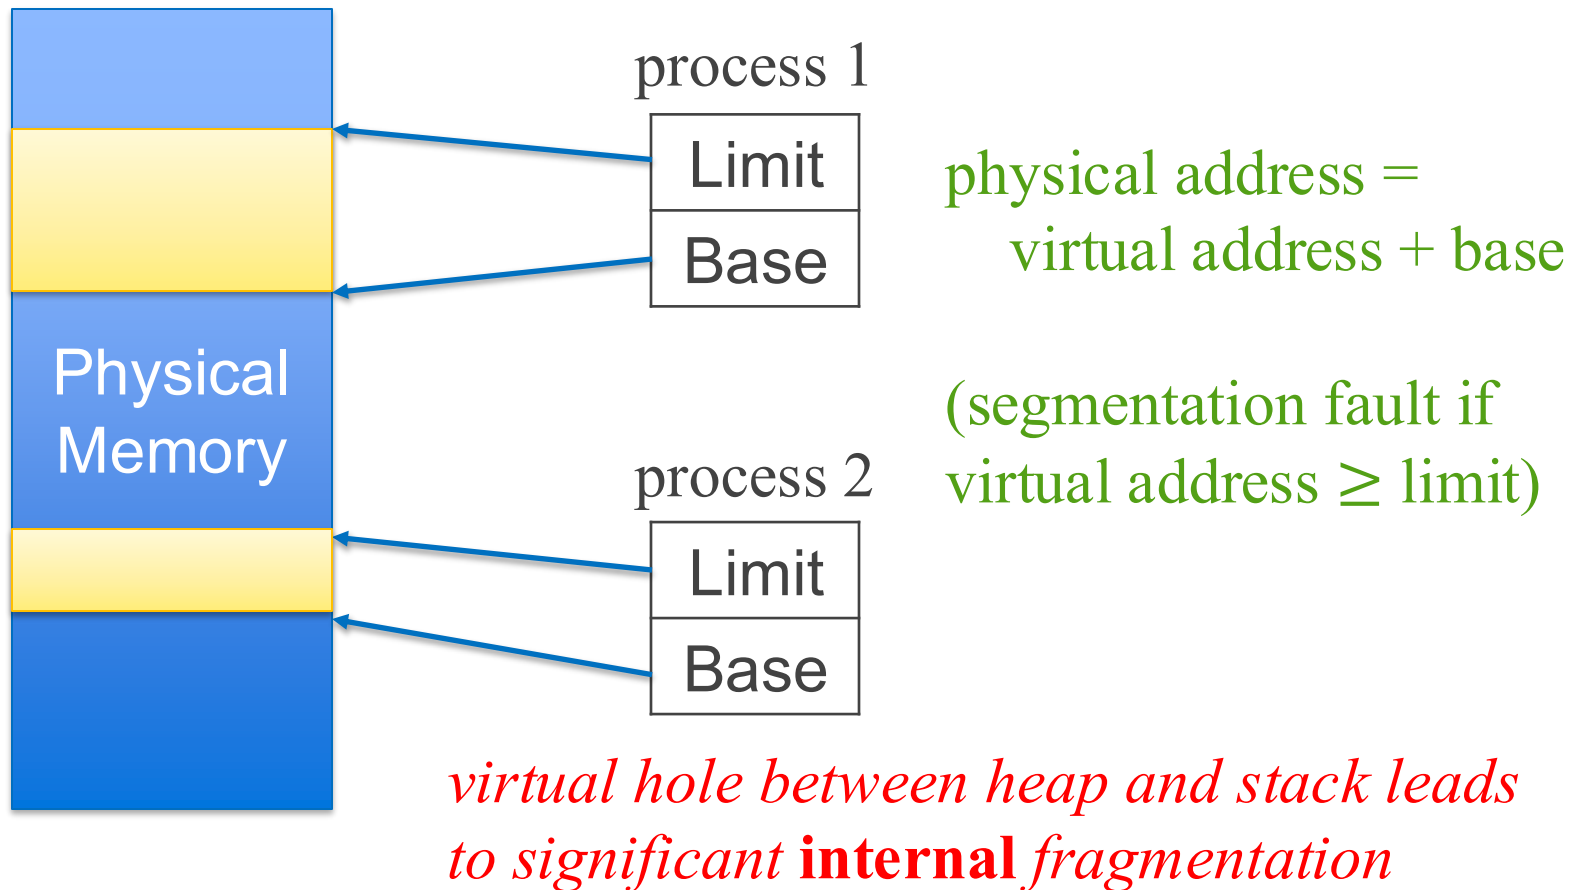 process 1
Limit
Base
physical address =
virtual address + base
Physical
Memory
(segmentation fault if
virtual address ≥ limit)
process 2
Limit
Base
virtual hole between heap and stack leads
to significant internal fragmentation